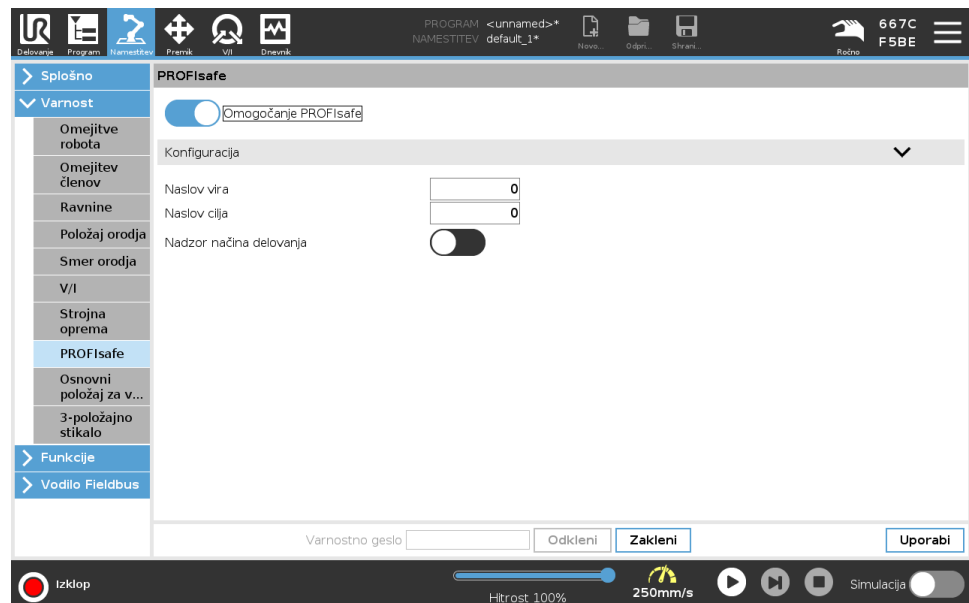 PROGRAM <unnamed>*
NAMESTITEV default_1*
Delovanje
Program
Namestitev
Premik
V/I
Dnevnik
Novo...
Odpri...
Shrani...
Ročno
667C
F5BE
Splošno
Varnost
Omejitve
robota
Omejitev
členov
Ravnine
Položaj orodja
Smer orodja
V/I
Strojna
oprema
PROFIsafe
Osnovni
položaj za v...
3-položajno
stikalo
Funkcije
Vodilo Fieldbus
PROFIsafe
Omogočanje PROFIsafe
Konfiguracija
Naslov vira 0
Naslov cilja 0
Nadzor načina delovanja
Varnostno geslo
Odkleni
Zakleni
Uporabi
Izklop
Hitrost 100%
250mm/s
Simulacija